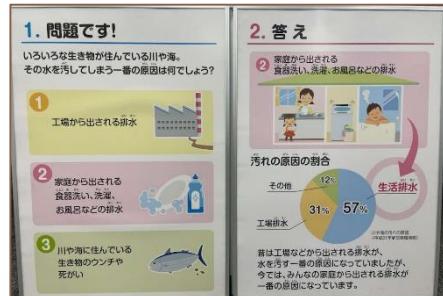 1. 問題です!
いろいろな生き物が住んでいる川や海。
その水を汚してしまう一番の原因は何でしょう?
1
工場から出される排水
2
家庭から出される
食器洗い、洗濯、
お風呂などの排水
3
川や海に住んでいる
生き物のウンチや
死がい
2. 答え
2
家庭から出される
食器洗い、洗濯、お風呂などの排水
汚れの原因の割合
その他
12%
工場排水
31%
57%
生活排水
昔は工場などから出される排水が、
水を汚す一番の原因になっていましたが、
今では、みんなの家庭から出される排水が
一番の原因になっています。